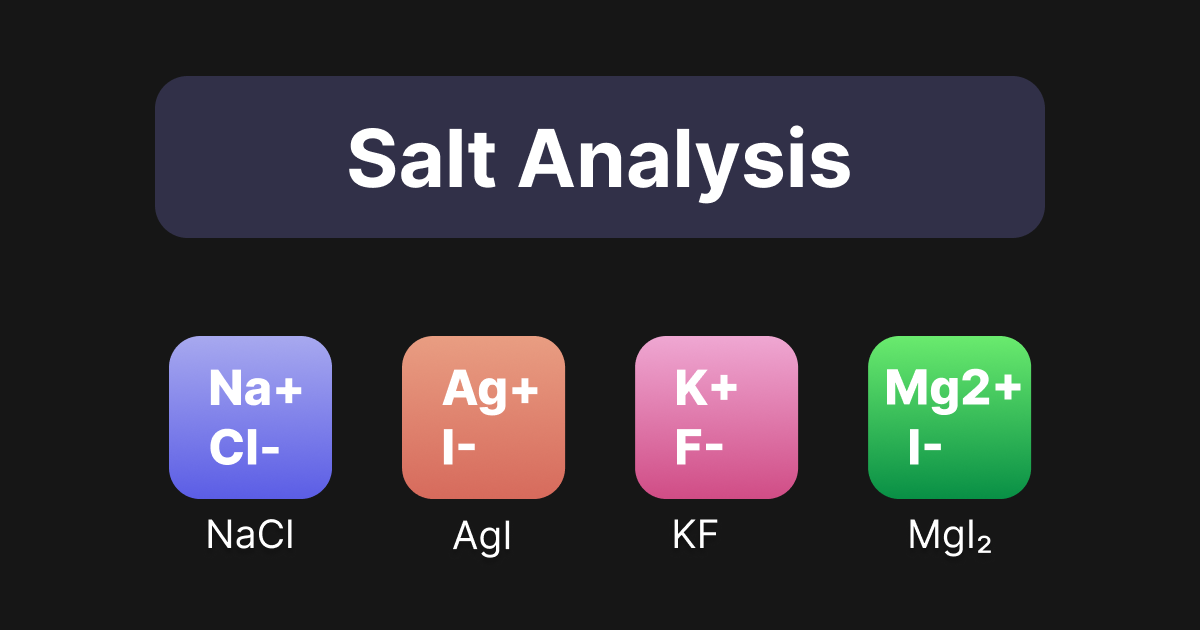 Salt Analysis
Na+
Cl-
Ag+
I-
K+
F-
Mg2+
I-
NaCl
AgI
KF
MgI₂